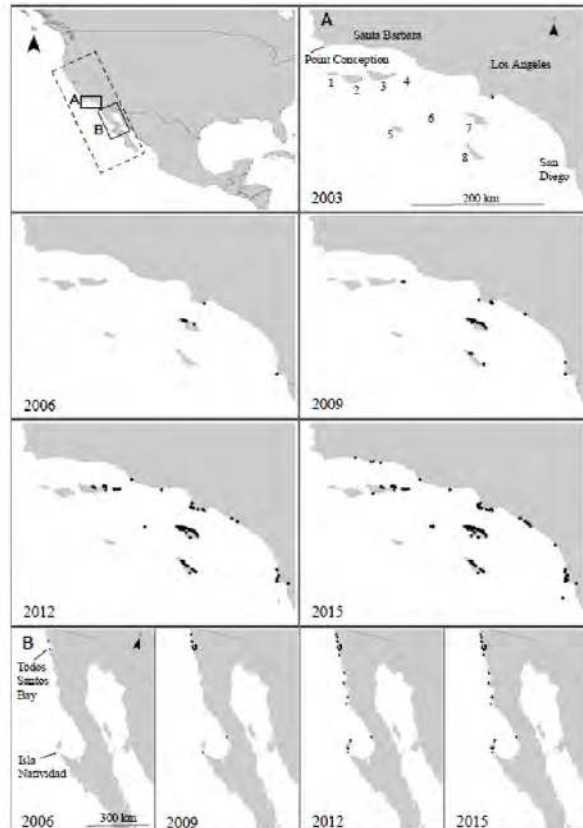 A
B
A
Santa Barbara
Point Conception
Los Angeles
1 2 3 4
5 6 7
8
San
Diego
2003
200 km
2006
2009
2012
2015
B
Todos
Santos
Bay
Isla
Natividad
2006
300 km
2009
2012
2015